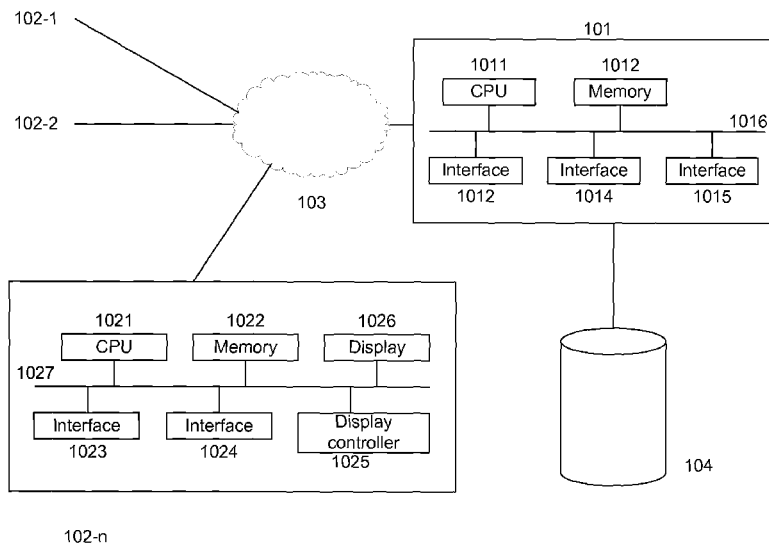 102-1
101
1011
1012
CPU
Memory
102-2
1016
Interface
Interface
Interface
1012
1014
1015
103
1021
1022
1026
CPU
Memory
Display
1027
Interface
Interface
Display
controller
1023
1024
1025
104
102-n